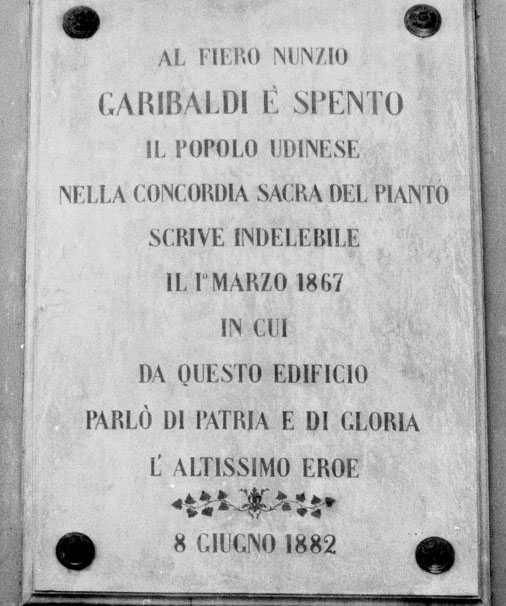 AL FIERO NUNZIO
GARIBALDI È SPENTO
IL POPOLO UDINESE
NELLA CONCORDIA SACRA DEL PIANTO
SCRIVE INDELEBILE
IL 1º MARZO 1867
IN CUI
DA QUESTO EDIFICIO
PARLÒ DI PATRIA E DI GLORIA
L'ALTISSIMO EROE
8 GIUGNO 1882